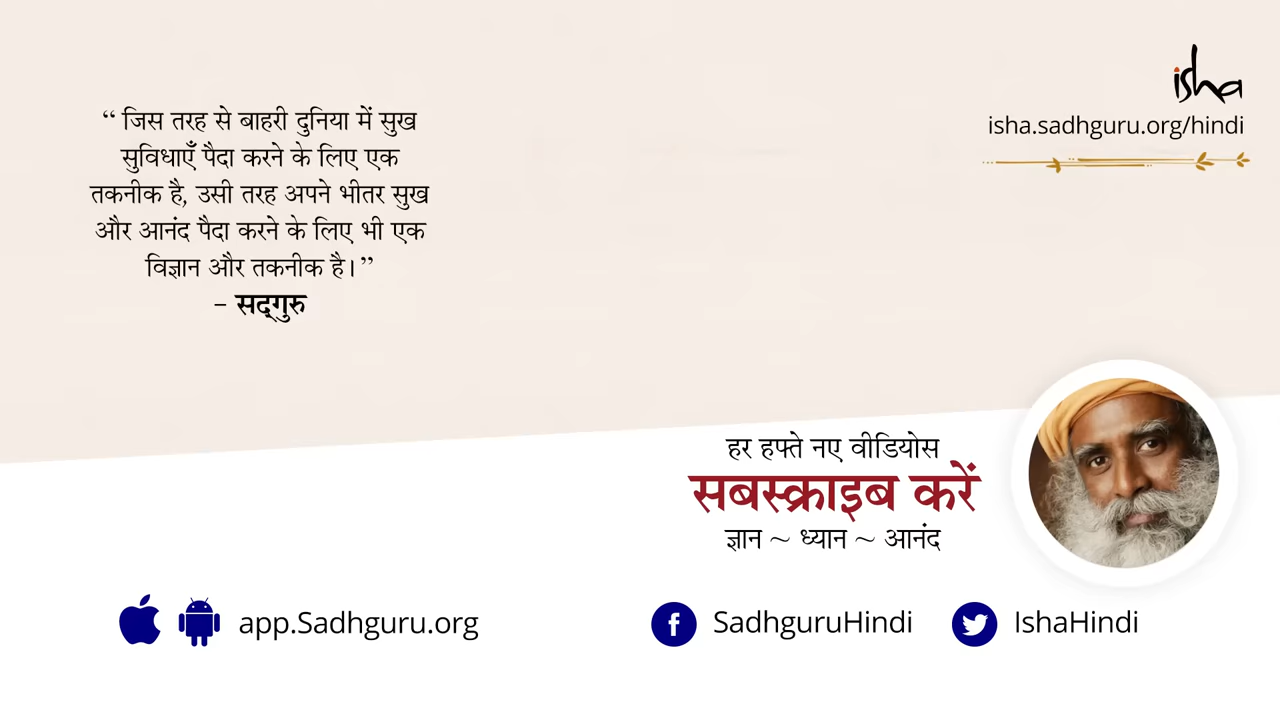 “ जिस तरह से बाहरी दुनिया में सुख
सुविधाएँ पैदा करने के लिए एक
तकनीक है, उसी तरह अपने भीतर सुख
और आनंद पैदा करने के लिए भी एक
विज्ञान और तकनीक है।”
- सद्गुरु
isha
isha.sadhguru.org/hindi
हर हफ्ते नए वीडियोस
सबस्क्राइब करें
ज्ञान ~ ध्यान ~ आनंद
app.Sadhguru.org
SadhguruHindi
IshaHindi